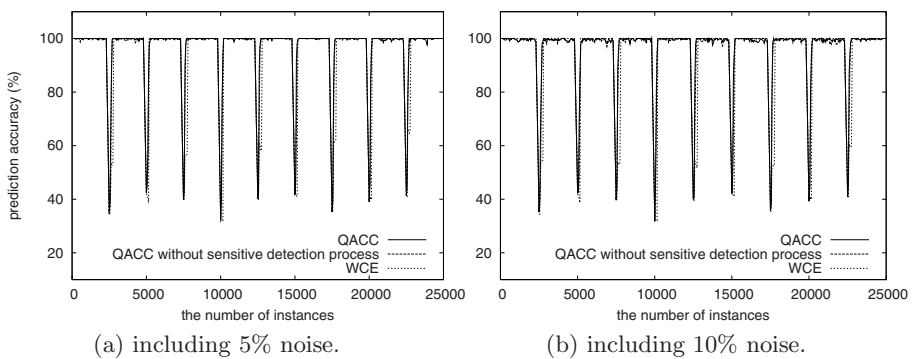 100
80
60
40
20
prediction accuracy (%)
QACC
QACC without sensitive detection process
WCE
0 5000 10000 15000 20000 25000
the number of instances
(a) including 5% noise.
100
80
60
40
20
QACC
QACC without sensitive detection process
WCE
0 5000 10000 15000 20000 25000
the number of instances
(b) including 10% noise.